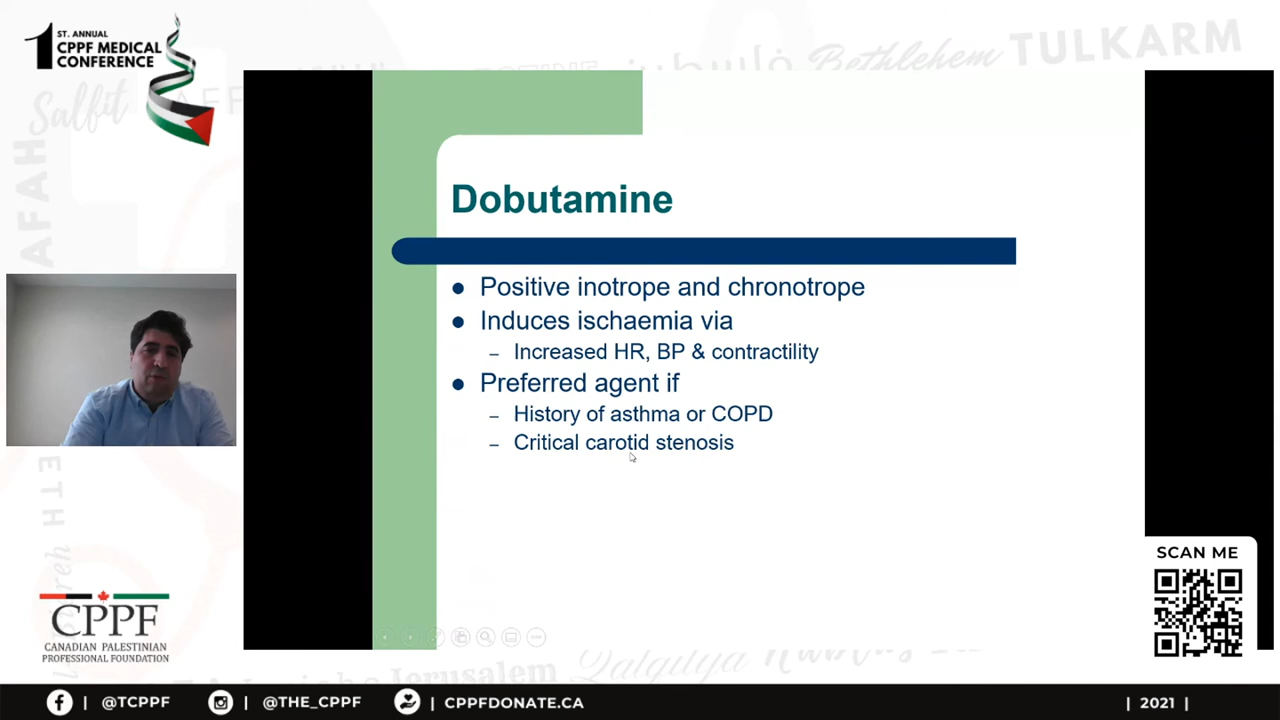 1 ST. ANNUAL
CPPF MEDICAL
CONFERENCE
Salfit
Bethlehem
TULKARM
Dobutamine
Positive inotrope and chronotrope
Induces ischaemia via
– Increased HR, BP & contractility
Preferred agent if
– History of asthma or COPD
– Critical carotid stenosis
SCAN ME
CPPF
CANADIAN PALESTINIAN
PROFESSIONAL FOUNDATION
Jerusalem
Qalqilya
| @TCPPF
| @THE_CPPF
| CPPFDONATE.CA
| 2021 |